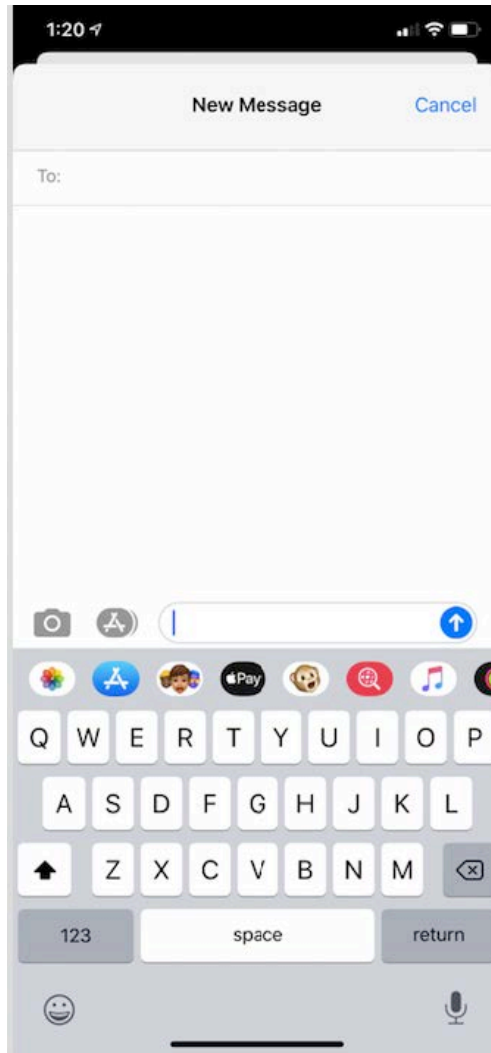 1:20
New Message Cancel
To:
Pay
Q W E R T Y U I O P
A S D F G H J K L
Z X C V B N M
123 space return